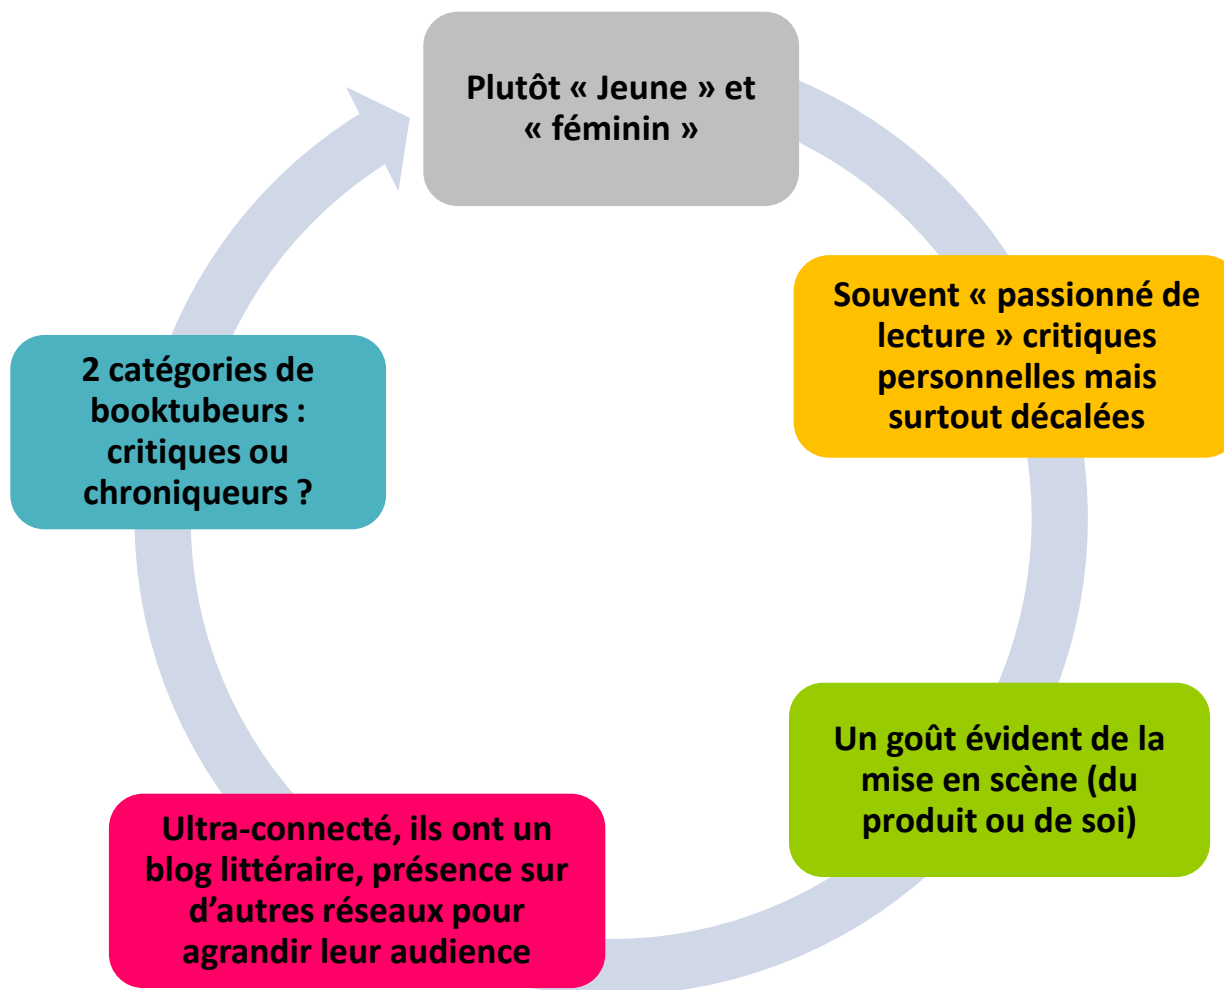 Plutôt « Jeune » et
« féminin »
Souvent « passionné de
lecture » critiques
personnelles mais
surtout décalées
Un goût évident de la
mise en scène (du
produit ou de soi)
Ultra-connecté, ils ont un
blog littéraire, présence sur
d’autres réseaux pour
agrandir leur audience
2 catégories de
booktubeurs :
critiques ou
chroniqueurs ?